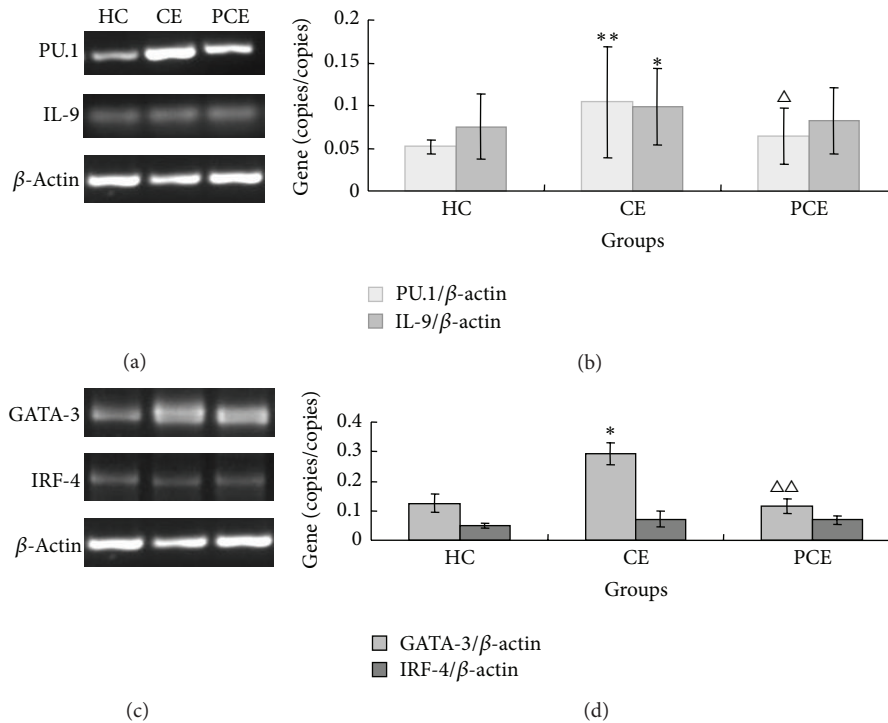 HC CE PCE
PU.1
IL-9
β-Actin
(a)
Gene (copies/copies)
0.2
0.15
0.1
0.05
0
** *
△
HC CE PCE
Groups
PU.1/β-actin
IL-9/β-actin
(b)
GATA-3
IRF-4
β-Actin
(c)
Gene (copies/copies)
0.4
0.3
0.2
0.1
0
*
△△
HC CE PCE
Groups
GATA-3/β-actin
IRF-4/β-actin
(d)